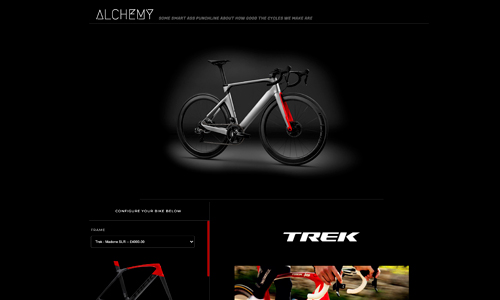 ALCHEMY
SOME SMART ASS PUNCHLINE ABOUT HOW GOOD THE CYCLES WE MAKE ARE
CONFIGURE YOUR BIKE BELOW
FRAME
Trek - Madone SLR - £4000.00
TREK